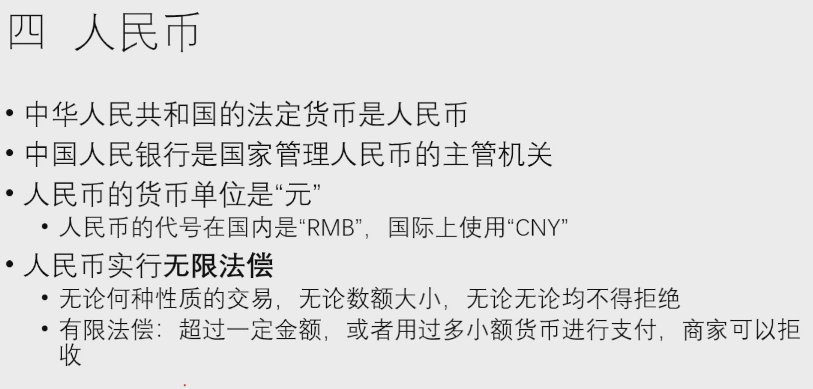 四 人民币
• 中华人民共和国的法定货币是人民币
• 中国人民银行是国家管理人民币的主管机关
• 人民币的货币单位是“元”
• 人民币的代号在国内是“RMB”，国际上使用“CNY”
• 人民币实行无限法偿
• 无论何种性质的交易，无论数额大小，无论无论均不得拒绝
• 有限法偿：超过一定金额，或者用过多小额货币进行支付，商家可以拒
收